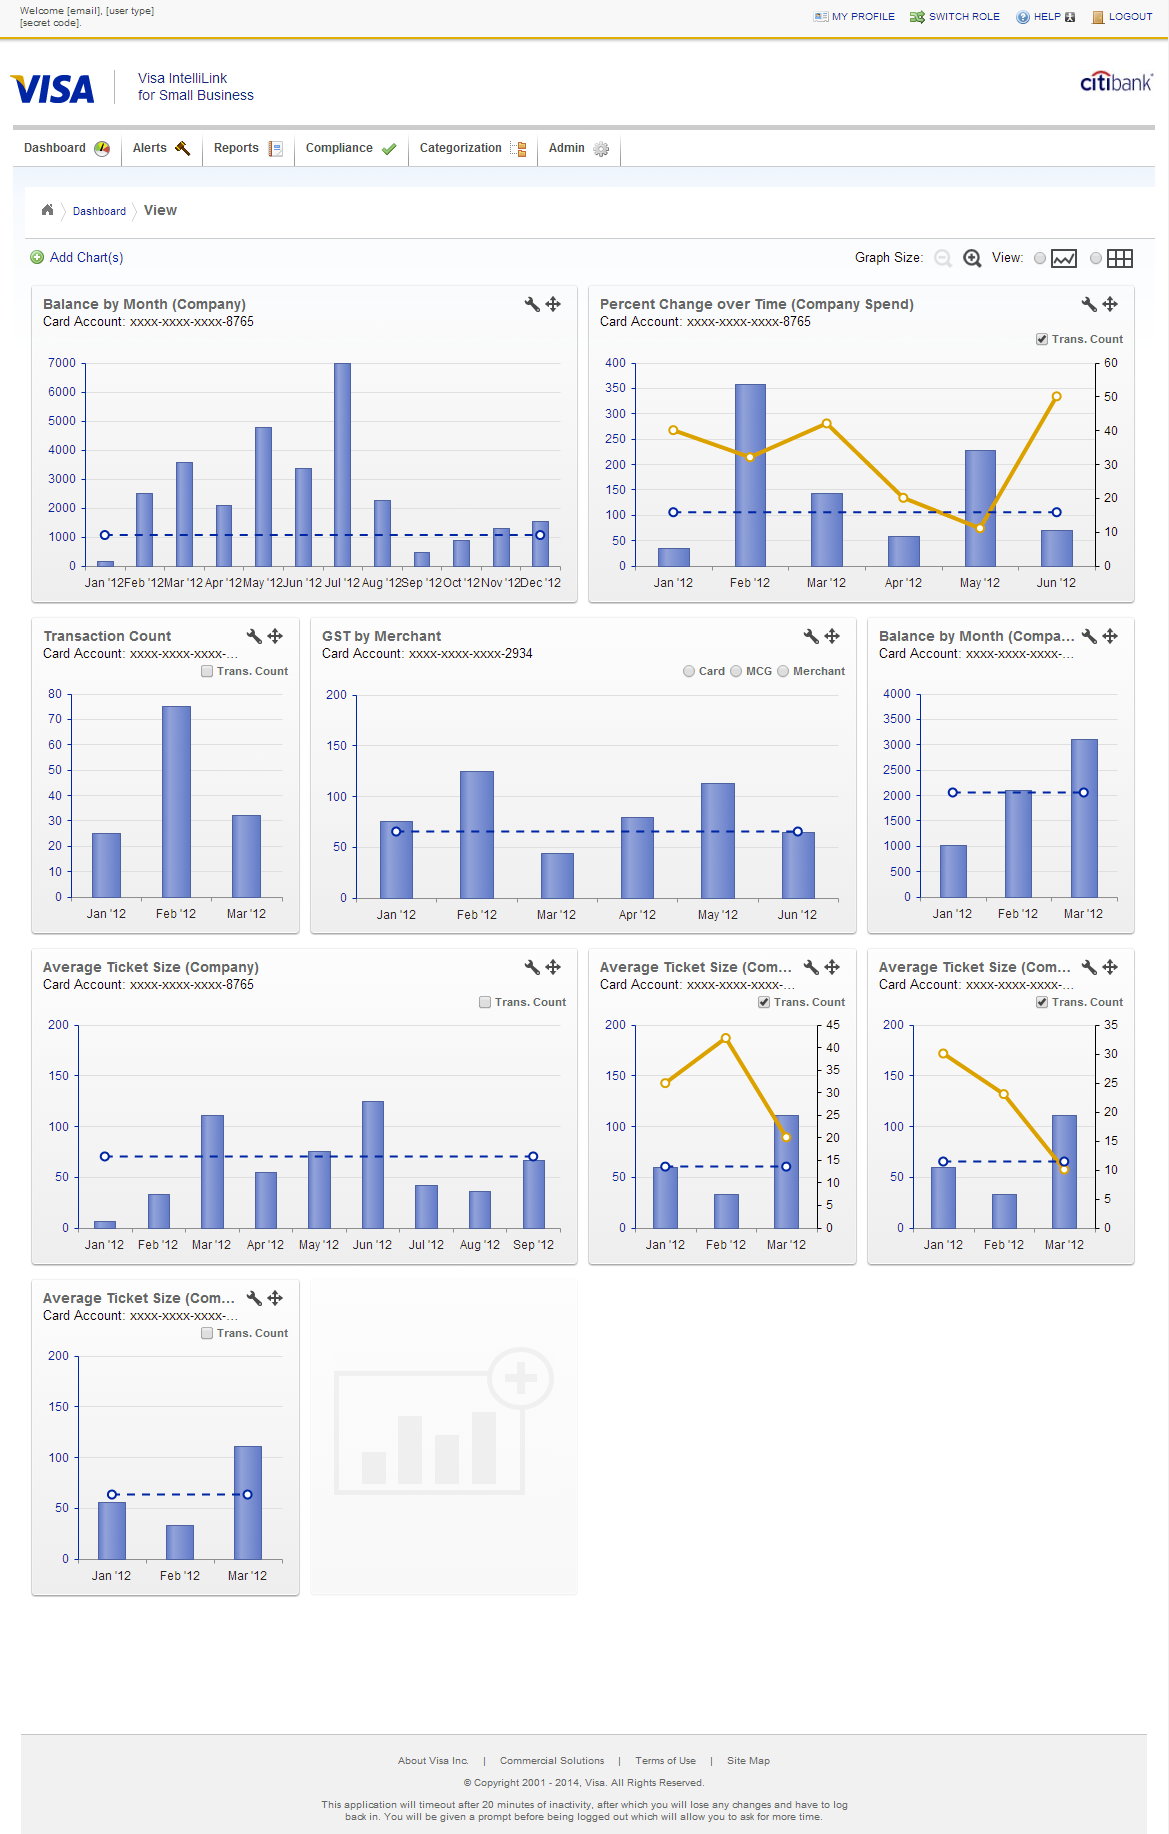 Welcome [email], [user type]
[secret code].
MY PROFILE SWITCH ROLE HELP LOGOUT
VISA
Visa IntelliLink
for Small Business
citibank
Dashboard Alerts Reports Compliance Categorization Admin
Dashboard View
Add Chart(s)
Graph Size: View:
Balance by Month (Company)
Card Account: xxxx-xxxx-xxxx-8765
7000
6000
5000
4000
3000
2000
1000
0
Jan '12 Feb '12 Mar '12 Apr '12 May '12 Jun '12 Jul '12 Aug '12 Sep '12 Oct '12 Nov '12 Dec '12
Percent Change over Time (Company Spend)
Card Account: xxxx-xxxx-xxxx-8765
Trans. Count
400 60
350
300 50
250 40
200 30
150
100 20
50 10
0 0
Jan '12 Feb '12 Mar '12 Apr '12 May '12 Jun '12
Transaction Count
Card Account: xxxx-xxxx-xxxx-...
Trans. Count
80
70
60
50
40
30
20
10
0
Jan '12 Feb '12 Mar '12
GST by Merchant
Card Account: xxxx-xxxx-xxxx-2934
Card MCG Merchant
200
150
100
50
0
Jan '12 Feb '12 Mar '12 Apr '12 May '12 Jun '12
Balance by Month (Compa...
Card Account: xxxx-xxxx-xxxx-...
4000
3500
3000
2500
2000
1500
1000
500
0
Jan '12 Feb '12 Mar '12
Average Ticket Size (Company)
Card Account: xxxx-xxxx-xxxx-8765
Trans. Count
200
150
100
50
0
Jan '12 Feb '12 Mar '12 Apr '12 May '12 Jun '12 Jul '12 Aug '12 Sep '12
Average Ticket Size (Com...
Card Account: xxxx-xxxx-xxxx-...
Trans. Count
200 45
40
150 35
30
100 25
20
50 15
10
5
0 0
Jan '12 Feb '12 Mar '12
Average Ticket Size (Com...
Card Account: xxxx-xxxx-xxxx-...
Trans. Count
200 35
30
150 25
20
100 15
50 10
5
0 0
Jan '12 Feb '12 Mar '12
Average Ticket Size (Com...
Card Account: xxxx-xxxx-xxxx-...
Trans. Count
200
150
100
50
0
Jan '12 Feb '12 Mar '12
About Visa Inc. | Commercial Solutions | Terms of Use | Site Map
© Copyright 2001 - 2014, Visa. All Rights Reserved.
This application will timeout after 20 minutes of inactivity, after which you will lose any changes and have to log
back in. You will be given a prompt before being logged out which will allow you to ask for more time.